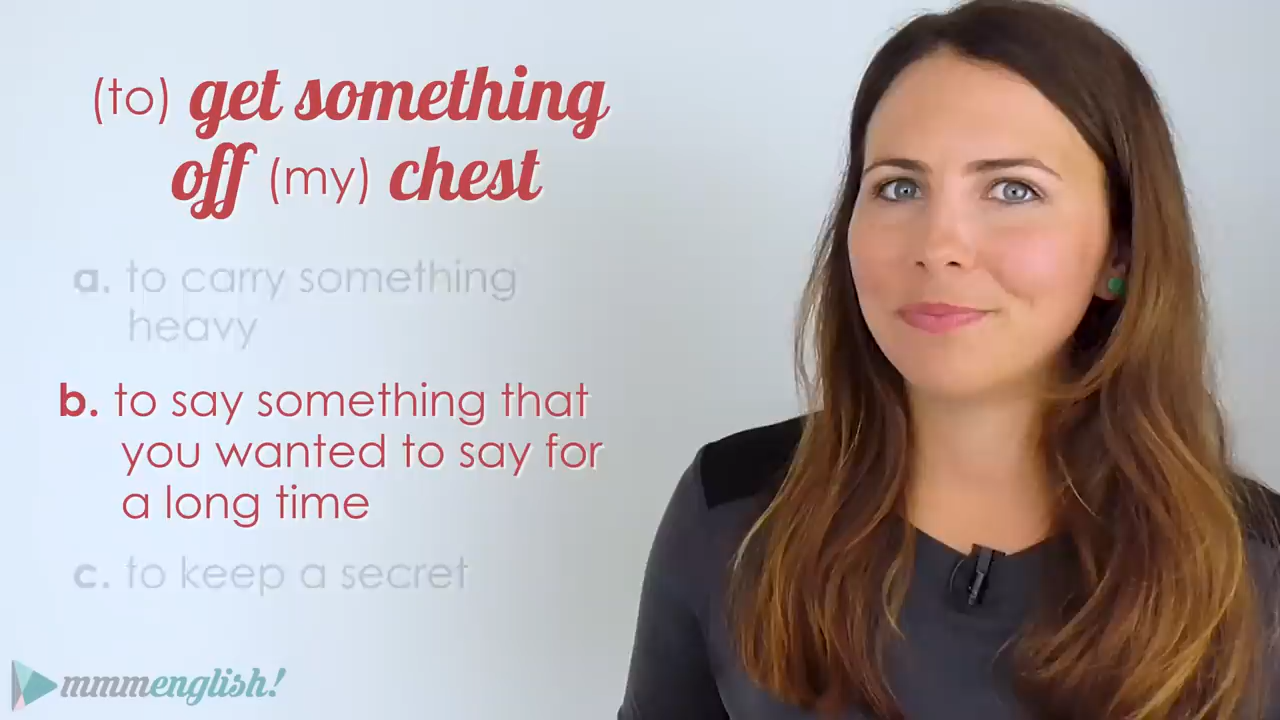 (to) get something
off (my) chest
a. to carry something
heavy
b. to say something that
you wanted to say for
a long time
c. to keep a secret
mmmenglish!